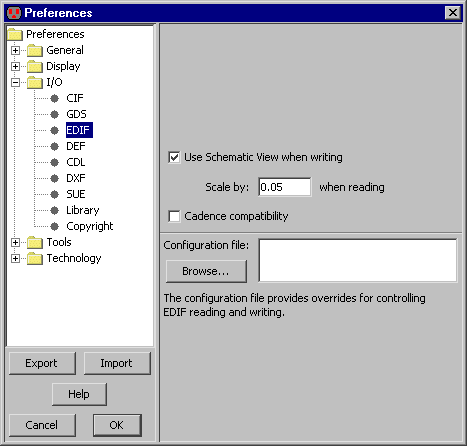 Preferences
Preferences
General
Display
I/O
CIF
GDS
EDIF
DEF
CDL
DXF
SUE
Library
Copyright
Tools
Technology
Export
Import
Help
Cancel
OK
Use Schematic View when writing
Scale by: 0.05 when reading
Cadence compatibility
Configuration file:
Browse...
The configuration file provides overrides for controlling
EDIF reading and writing.